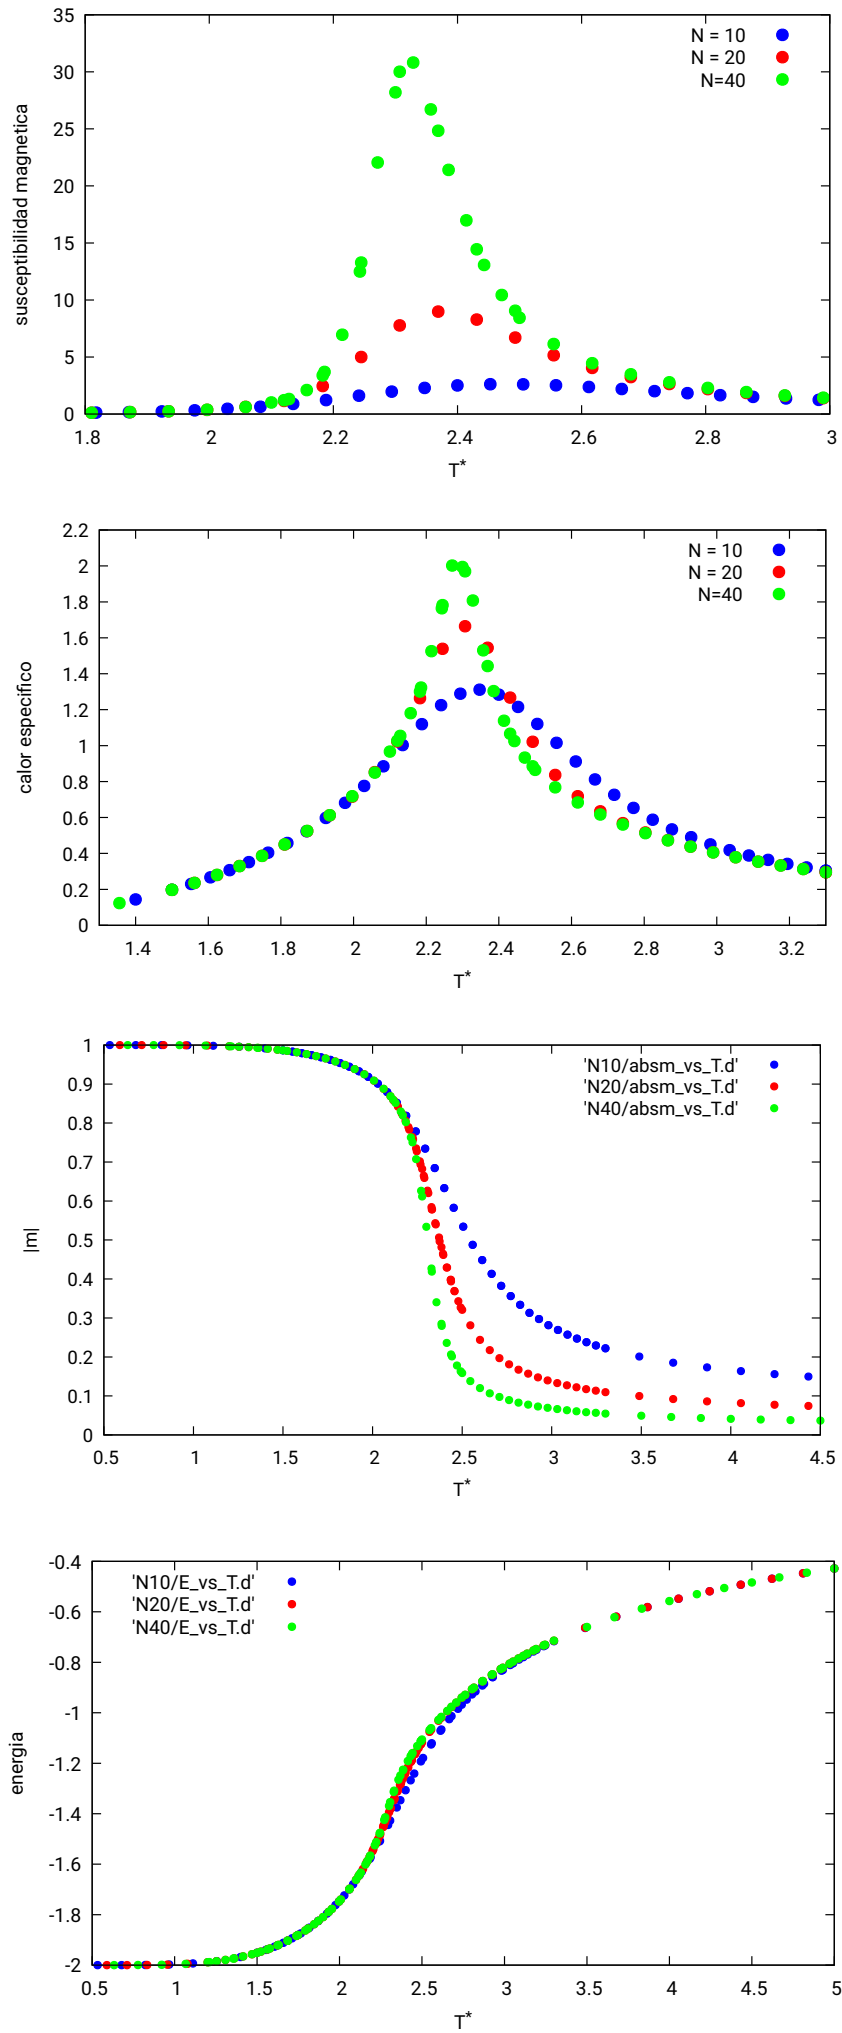 35
30
25
20
15
10
5
0
susceptibilidad magnetica
N = 10
N = 20
N=40
1.8 2 2.2 2.4 2.6 2.8 3
T*
2.2
2
1.8
1.6
1.4
1.2
1
0.8
0.6
0.4
0.2
0
calor especifico
N = 10
N = 20
N=40
1.4 1.6 1.8 2 2.2 2.4 2.6 2.8 3 3.2
T*
1
0.9
0.8
0.7
0.6
0.5
0.4
0.3
0.2
0.1
0
|m|
'N10/absm_vs_T.d'
'N20/absm_vs_T.d'
'N40/absm_vs_T.d'
0.5 1 1.5 2 2.5 3 3.5 4 4.5
T*
-0.4
-0.6
-0.8
-1
-1.2
-1.4
-1.6
-1.8
-2
energia
'N10/E_vs_T.d'
'N20/E_vs_T.d'
'N40/E_vs_T.d'
0.5 1 1.5 2 2.5 3 3.5 4 4.5 5
T*